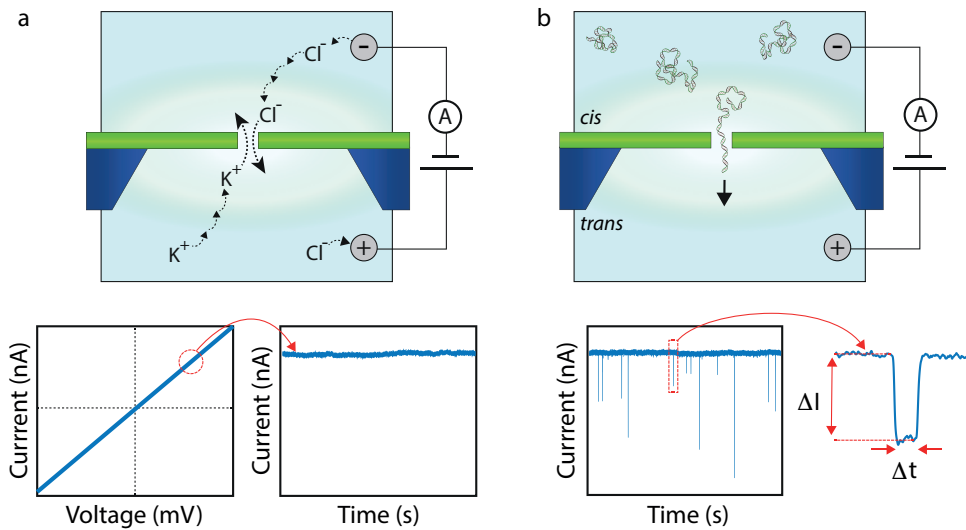 a
Cl-
Cl-
K+
K+
Cl-
−
+
A
Currrent (nA)
Voltage (mV)
Current (nA)
Time (s)
b
cis
trans
−
+
A
Currrent (nA)
Time (s)
ΔI
Δt